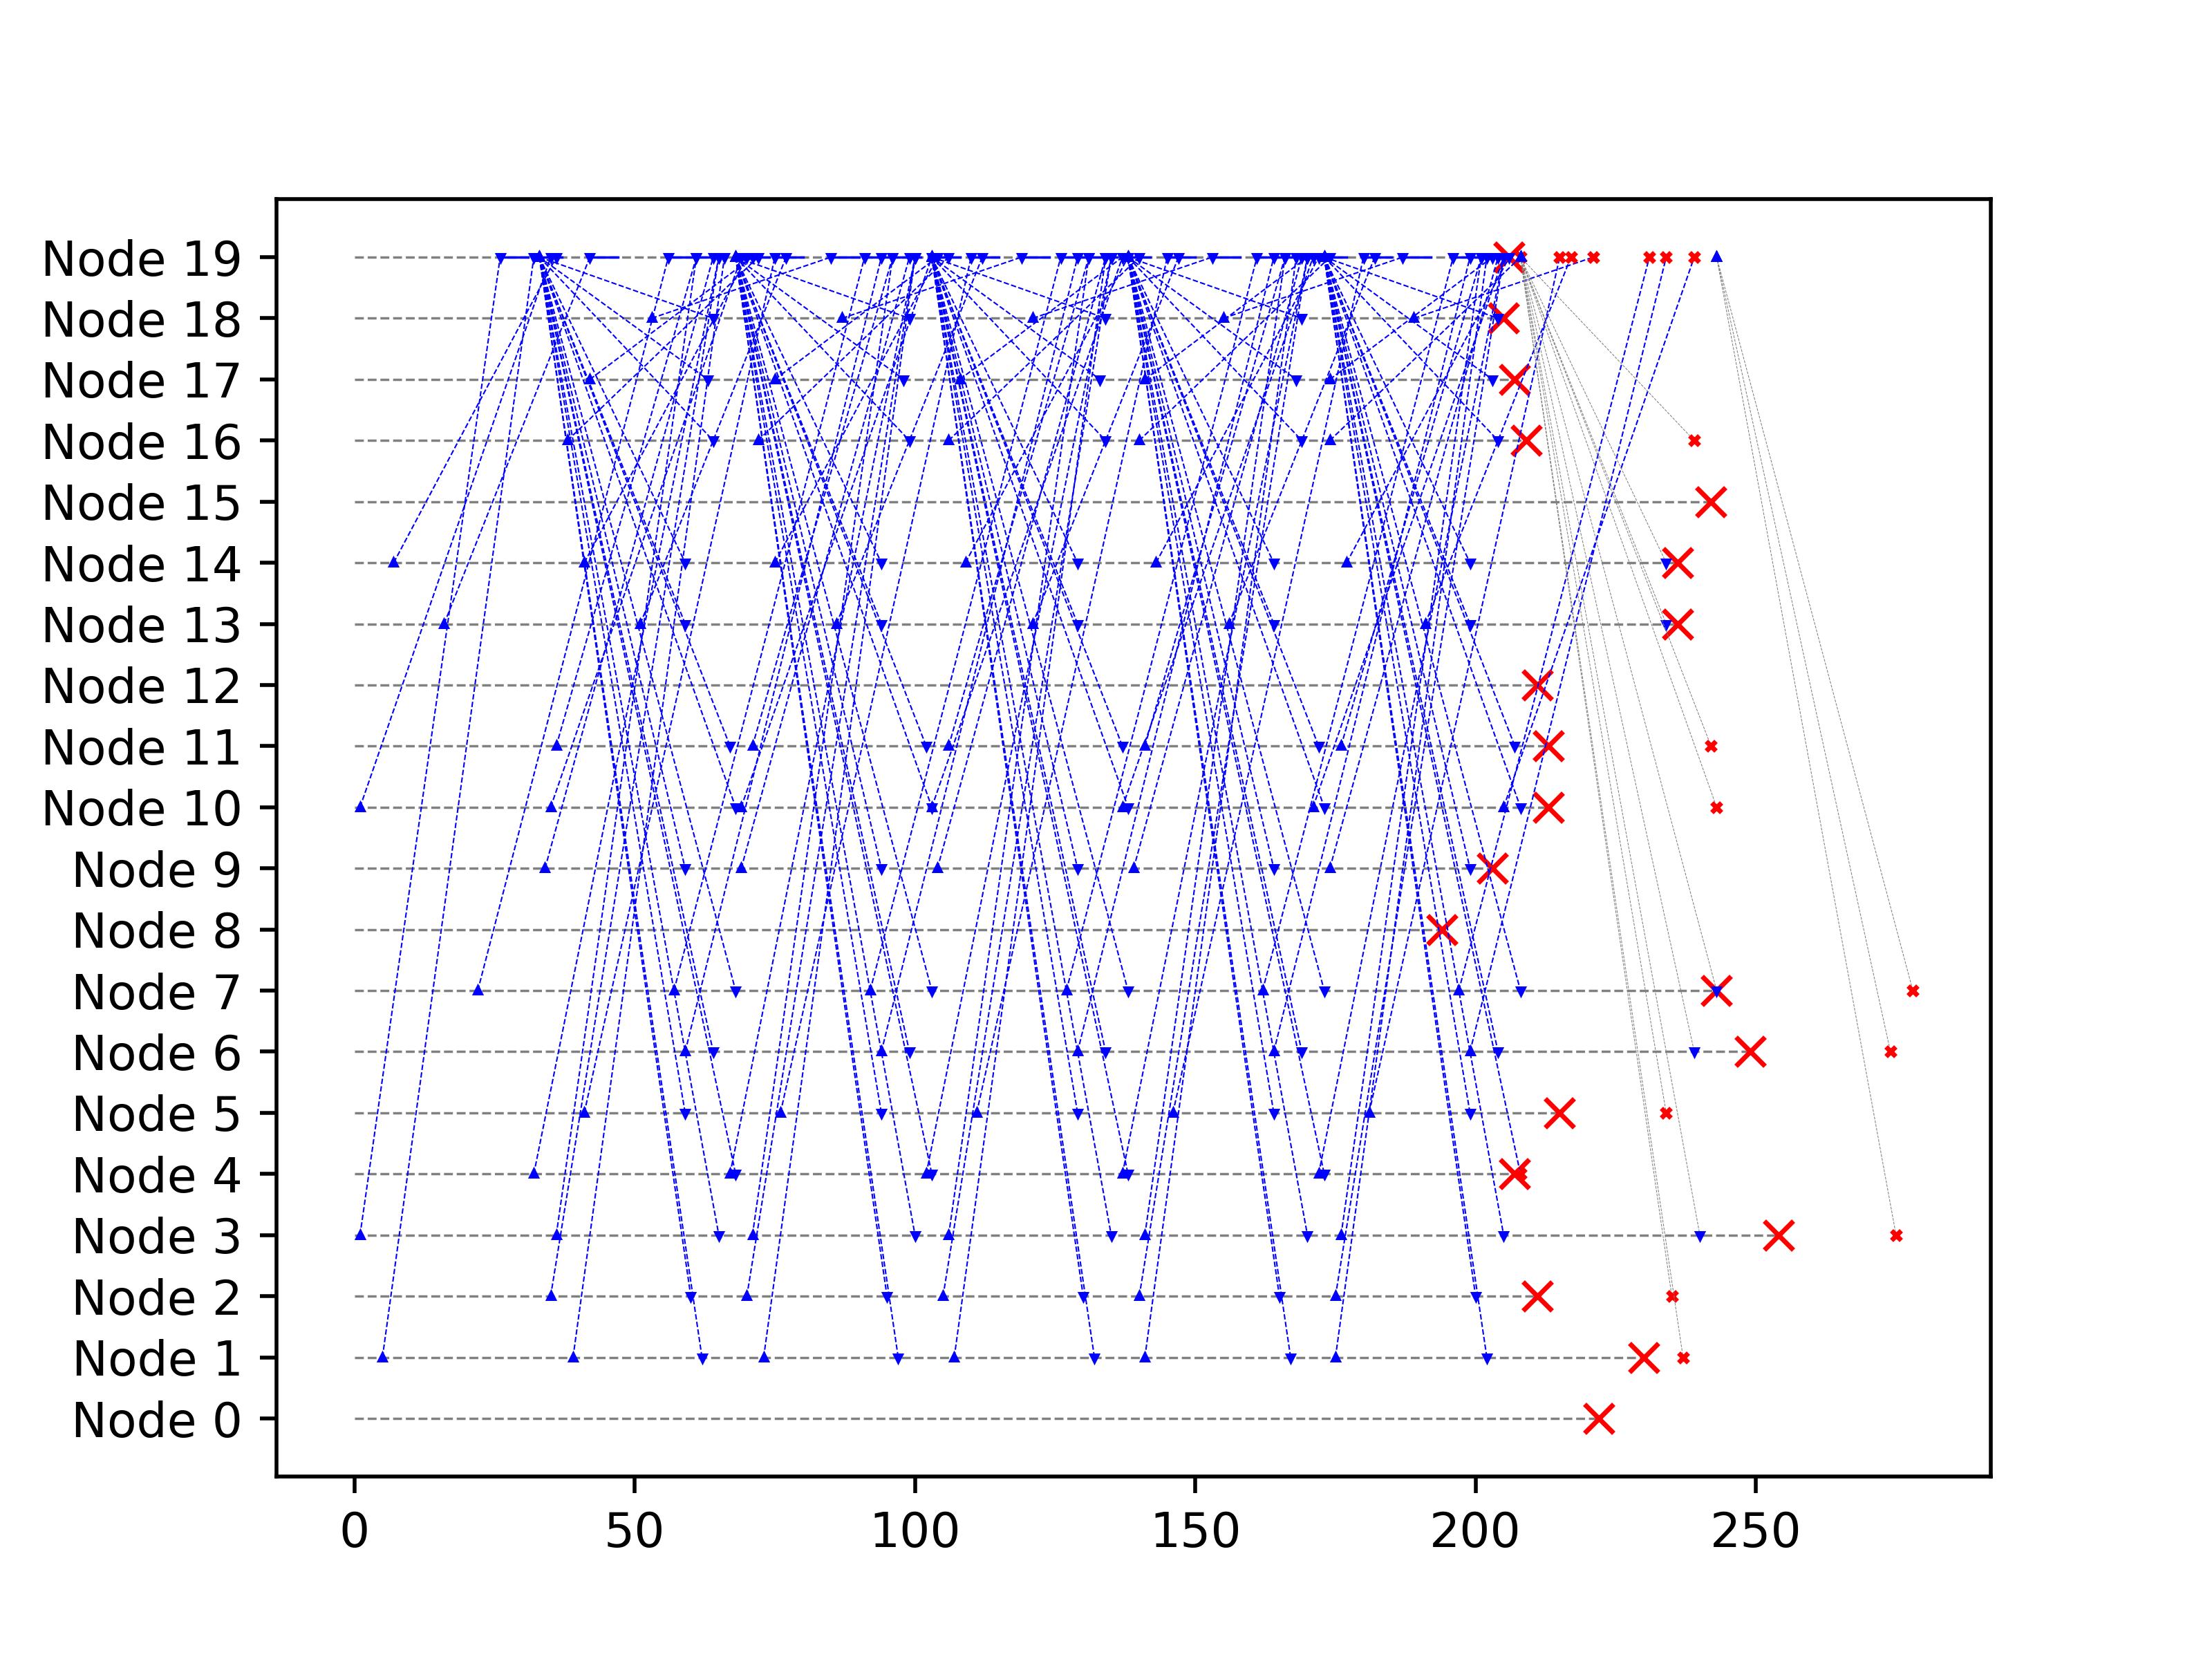 Node 19
Node 18
Node 17
Node 16
Node 15
Node 14
Node 13
Node 12
Node 11
Node 10
Node 9
Node 8
Node 7
Node 6
Node 5
Node 4
Node 3
Node 2
Node 1
Node 0
0 50 100 150 200 250